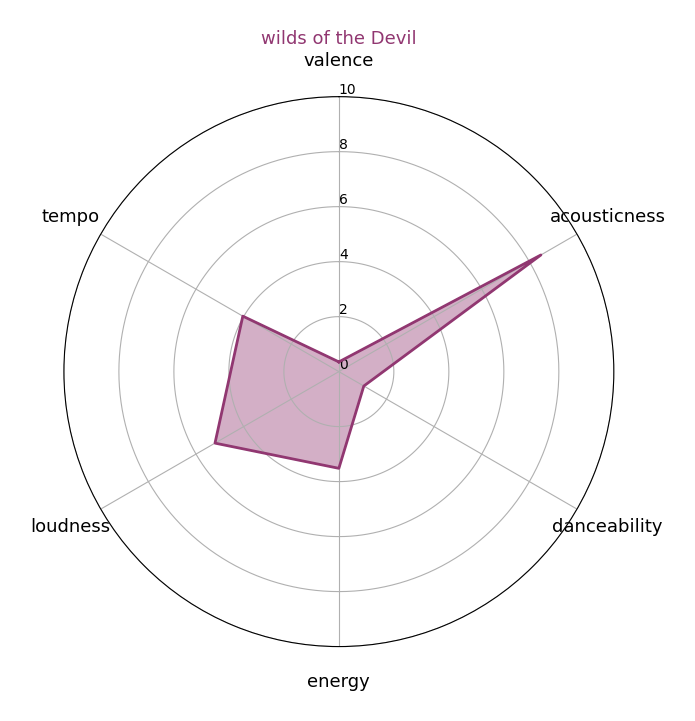 wilds of the Devil
valence
10
8
6
4
2
0
tempo
acousticness
loudness
danceability
energy